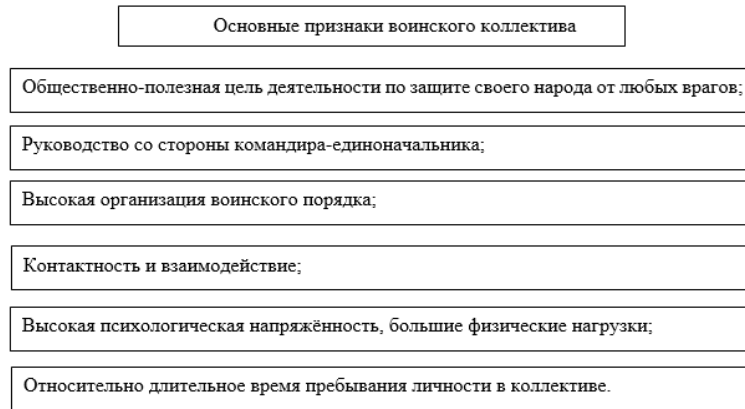 Основные признаки воинского коллектива
Общественно-полезная цель деятельности по защите своего народа от любых врагов;
Руководство со стороны командира-единоначальника;
Высокая организация воинского порядка;
Контактность и взаимодействие;
Высокая психологическая напряжённость, большие физические нагрузки;
Относительно длительное время пребывания личности в коллективе.